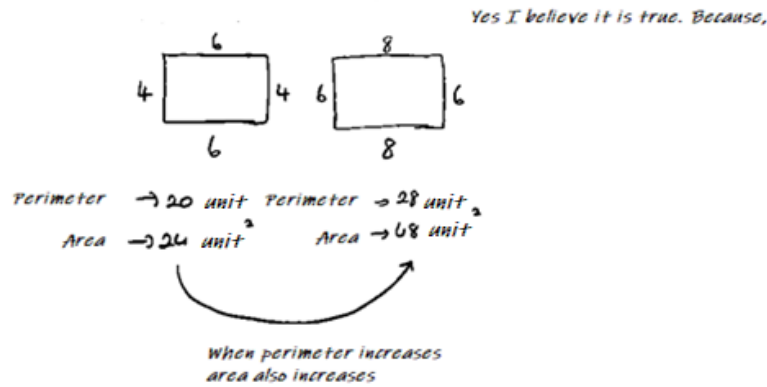 Yes I believe it is true. Because,
6 8
4 4 6 6
6 8
Perimeter → 20 unit Perimeter → 28 unit
Area → 24 unit² Area → 48 unit²
When perimeter increases
area also increases